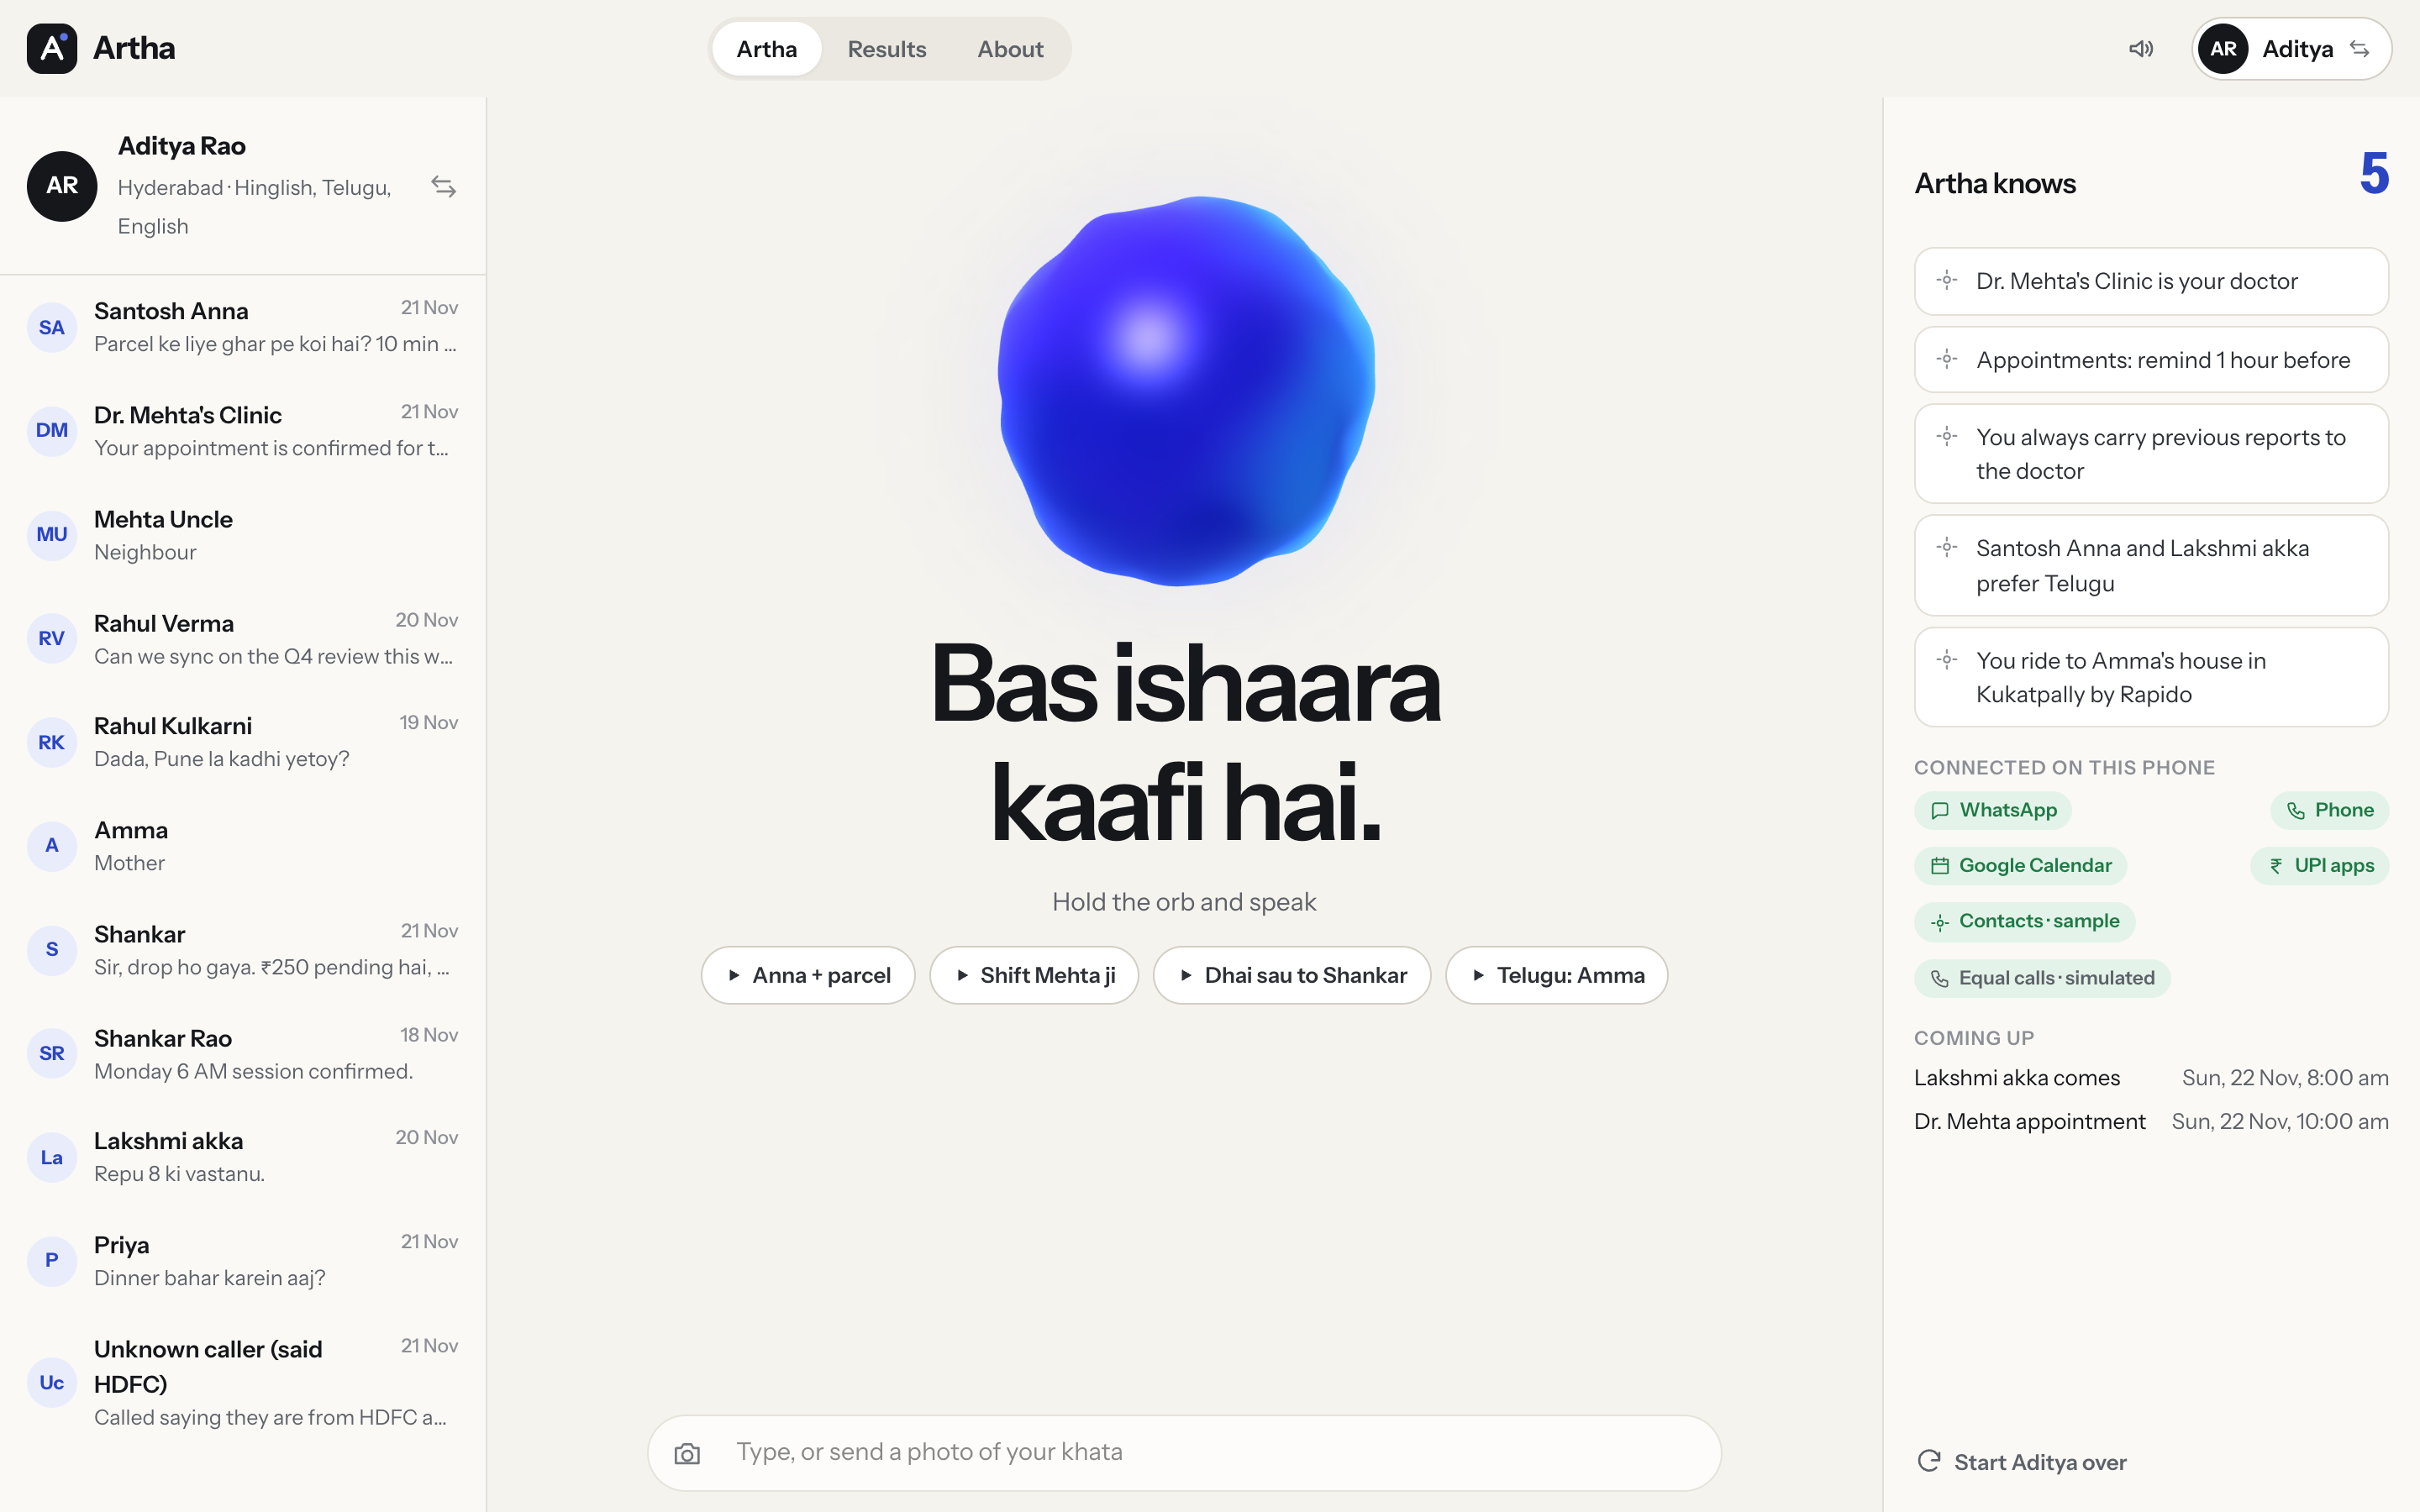 A Artha
Artha Results About
AR Aditya
AR
Aditya Rao
Hyderabad · Hinglish, Telugu,
English
SA
Santosh Anna 21 Nov
Parcel ke liye ghar pe koi hai? 10 min ...
DM
Dr. Mehta's Clinic 21 Nov
Your appointment is confirmed for t...
MU
Mehta Uncle
Neighbour
RV
Rahul Verma 20 Nov
Can we sync on the Q4 review this w...
RK
Rahul Kulkarni 19 Nov
Dada, Pune la kadhi yetoy?
A
Amma
Mother
S
Shankar 21 Nov
Sir, drop ho gaya. ₹250 pending hai, ...
SR
Shankar Rao 18 Nov
Monday 6 AM session confirmed.
La
Lakshmi akka 20 Nov
Repu 8 ki vastanu.
P
Priya 21 Nov
Dinner bahar karein aaj?
Uc
Unknown caller (said 21 Nov
HDFC)
Called saying they are from HDFC a...
Bas ishaara
kaafi hai.
Hold the orb and speak
Anna + parcel Shift Mehta ji Dhai sau to Shankar Telugu: Amma
Type, or send a photo of your khata
Artha knows 5
Dr. Mehta's Clinic is your doctor
Appointments: remind 1 hour before
You always carry previous reports to
the doctor
Santosh Anna and Lakshmi akka
prefer Telugu
You ride to Amma's house in
Kukatpally by Rapido
CONNECTED ON THIS PHONE
WhatsApp Phone
Google Calendar ₹ UPI apps
Contacts · sample
Equal calls · simulated
COMING UP
Lakshmi akka comes Sun, 22 Nov, 8:00 am
Dr. Mehta appointment Sun, 22 Nov, 10:00 am
Start Aditya over